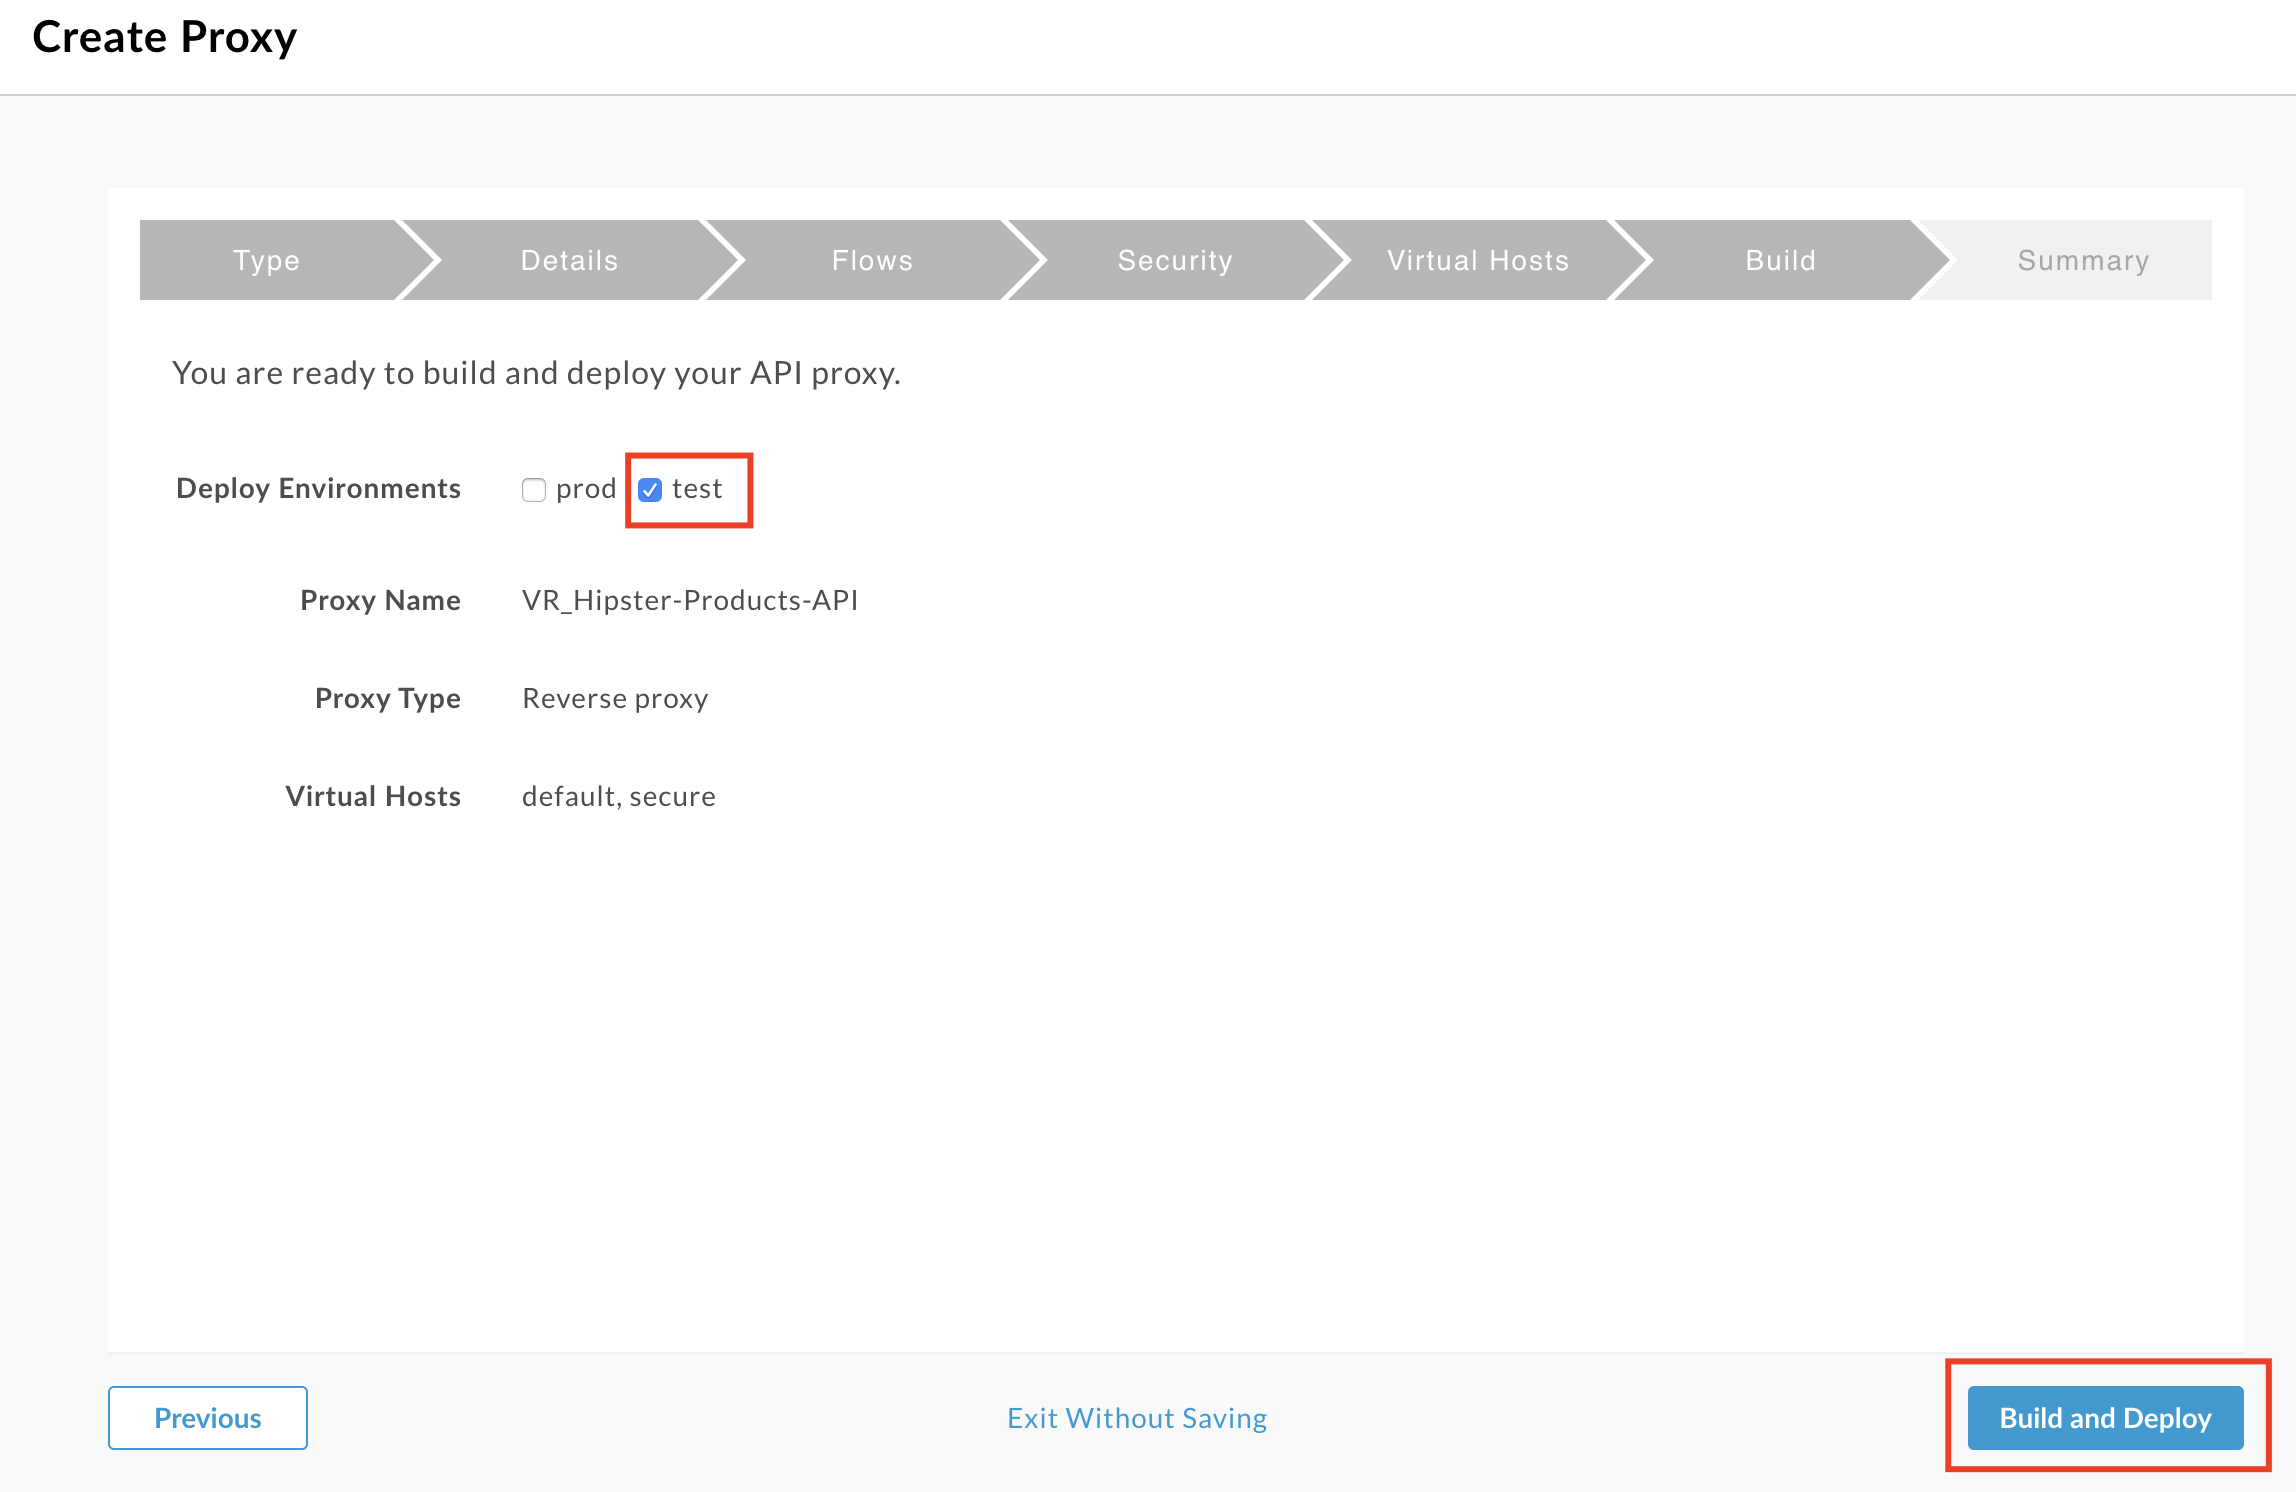 Create Proxy
Type Details Flows Security Virtual Hosts Build Summary
You are ready to build and deploy your API proxy.
Deploy Environments prod test
Proxy Name VR_Hipster-Products-API
Proxy Type Reverse proxy
Virtual Hosts default, secure
Previous Exit Without Saving Build and Deploy